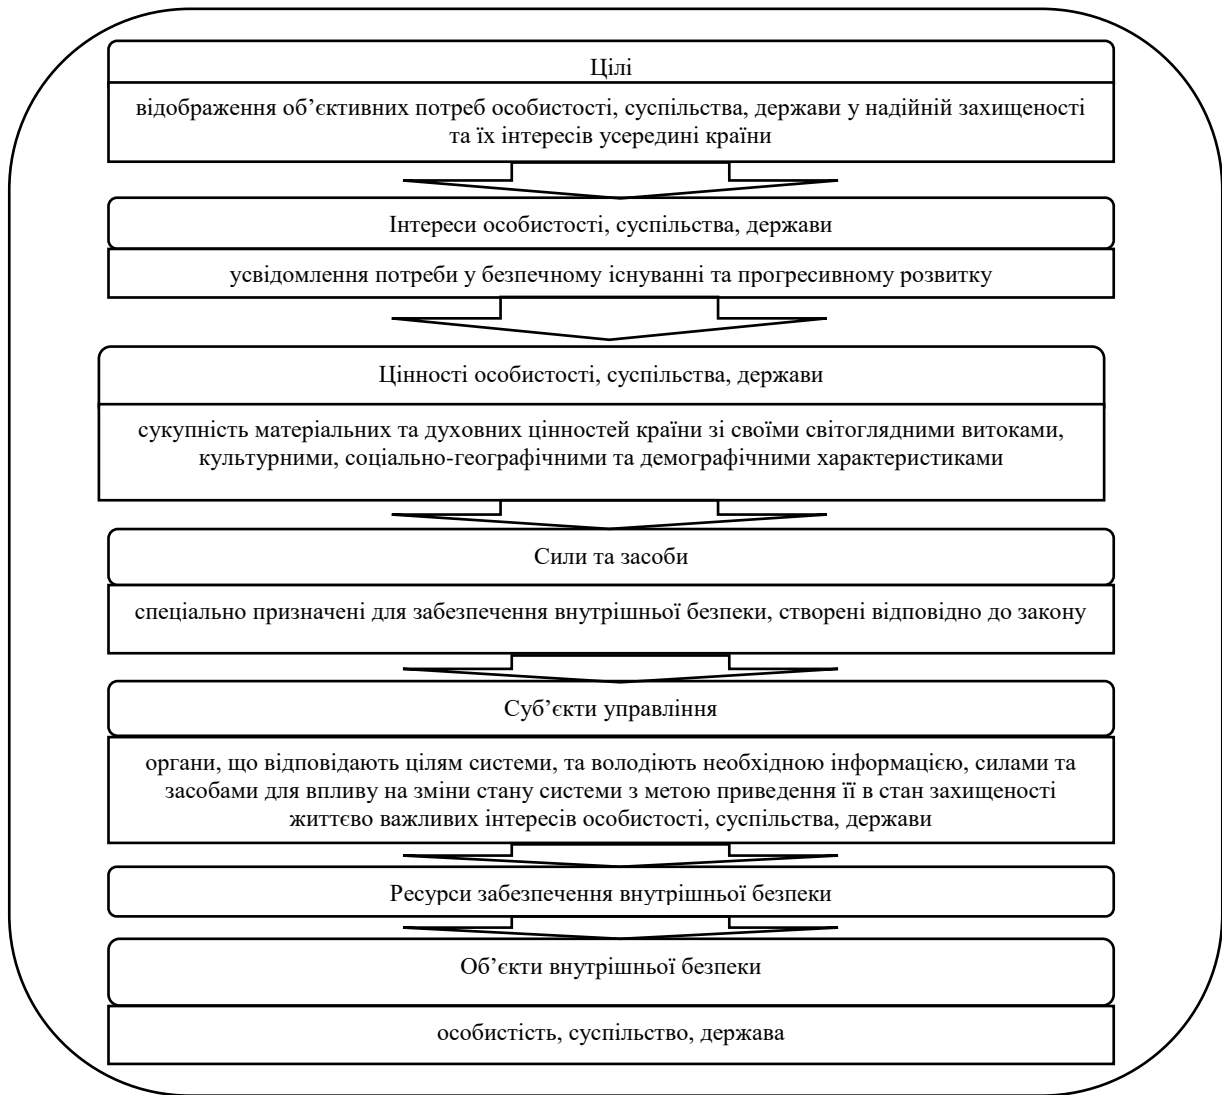 Цілі
відображення об’єктивних потреб особистості, суспільства, держави у надійній захищеності
та їх інтересів усередині країни
Інтереси особистості, суспільства, держави
усвідомлення потреби у безпечному існуванні та прогресивному розвитку
Цінності особистості, суспільства, держави
сукупність матеріальних та духовних цінностей країни зі своїми світоглядними витоками,
культурними, соціально-географічними та демографічними характеристиками
Сили та засоби
спеціально призначені для забезпечення внутрішньої безпеки, створені відповідно до закону
Суб’єкти управління
органи, що відповідають цілям системи, та володіють необхідною інформацією, силами та
засобами для впливу на зміни стану системи з метою приведення її в стан захищеності
життєво важливих інтересів особистості, суспільства, держави
Ресурси забезпечення внутрішньої безпеки
Об’єкти внутрішньої безпеки
особистість, суспільство, держава